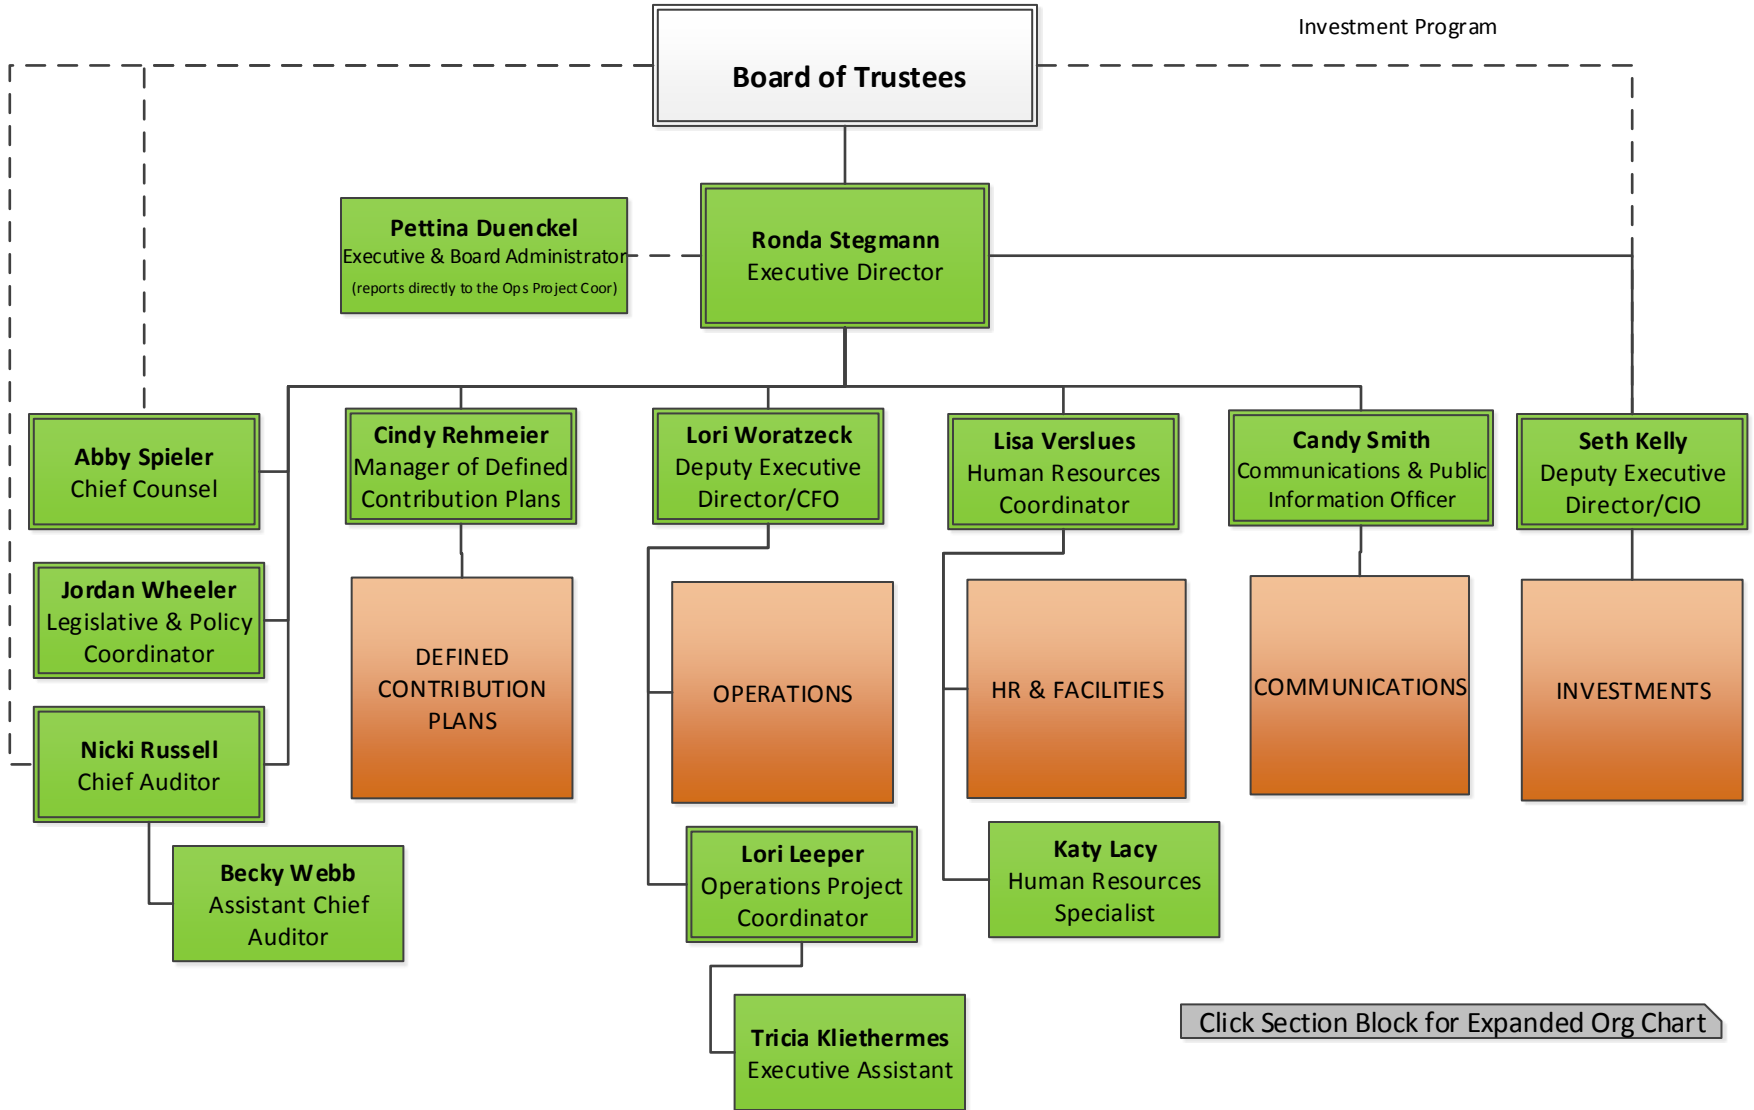 Investment Program
Board of Trustees
Pettina Duenckel
Executive & Board Administrator
(reports directly to the Ops Project Coor)
Ronda Stegmann
Executive Director
Abby Spieler
Chief Counsel
Cindy Rehmeier
Manager of Defined
Contribution Plans
Lori Woratzeck
Deputy Executive
Director/CFO
Lisa Verslues
Human Resources
Coordinator
Candy Smith
Communications & Public
Information Officer
Seth Kelly
Deputy Executive
Director/CIO
Jordan Wheeler
Legislative & Policy
Coordinator
DEFINED
CONTRIBUTION
PLANS
OPERATIONS
HR & FACILITIES
COMMUNICATIONS
INVESTMENTS
Nicki Russell
Chief Auditor
Becky Webb
Assistant Chief
Auditor
Lori Leeper
Operations Project
Coordinator
Katy Lacy
Human Resources
Specialist
Tricia Kliethermes
Executive Assistant
Click Section Block for Expanded Org Chart